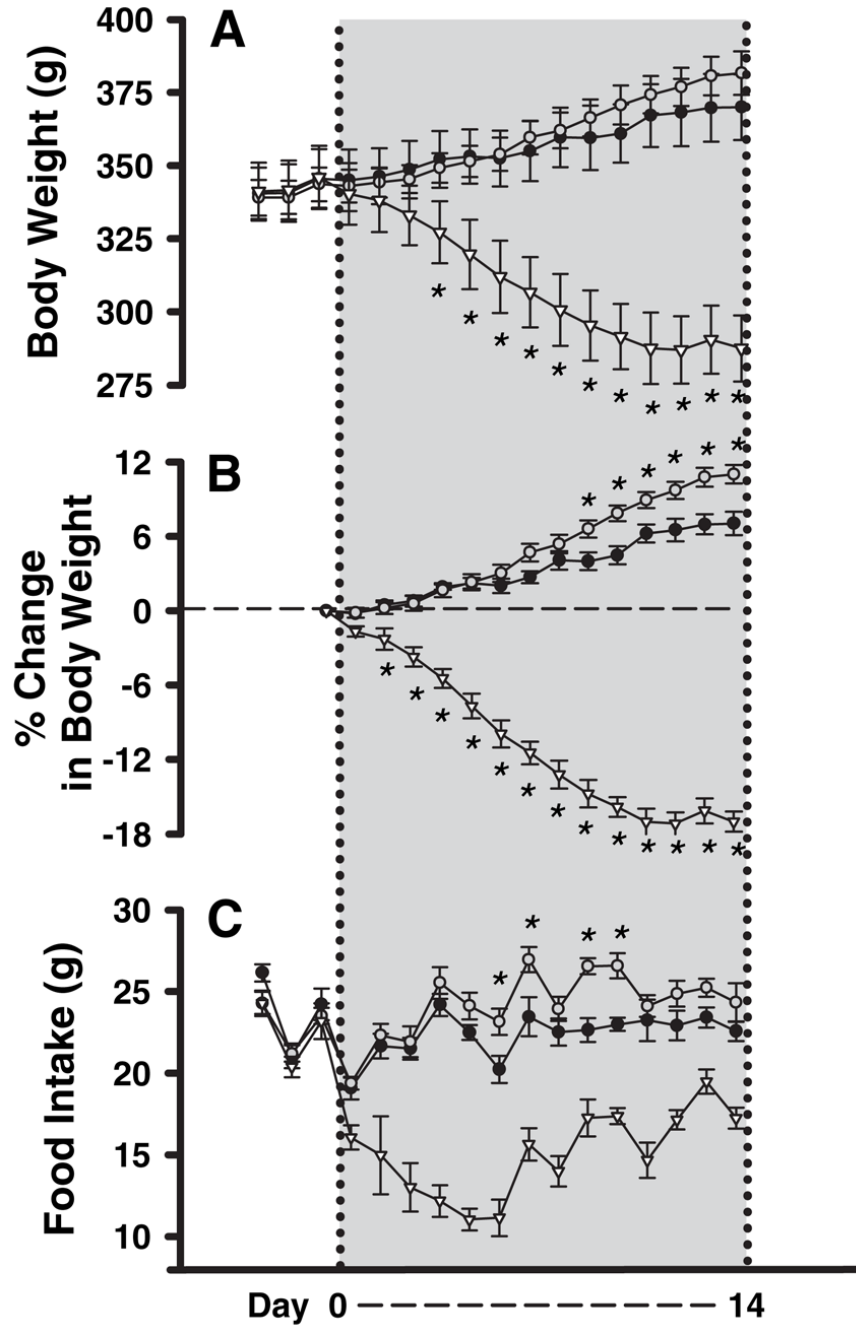 A
Body Weight (g)
400
375
350
325
300
275
* * * * * * * * * * *
B
% Change
in Body Weight
12
6
0
-6
-12
-18
* * * * * *
* * * * * * * * * * * * *
C
Food Intake (g)
30
25
20
15
10
* * * *
Day 0 14